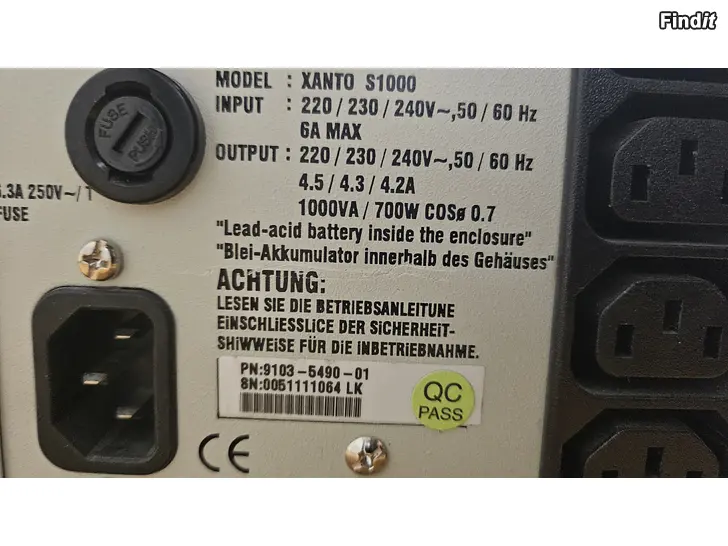 Findit
MODEL : XANTO S1000
INPUT : 220 / 230 / 240V~,50 / 60 Hz
6A MAX
OUTPUT : 220 / 230 / 240V~,50 / 60 Hz
4.5 / 4.3 / 4.2A
1000VA / 700W COSø 0.7
"Lead-acid battery inside the enclosure"
"Blei-Akkumulator innerhalb des Gehäuses"
ACHTUNG:
LESEN SIE DIE BETRIEBSANLEITUNE
EINSCHLIESSLICE DER SICHERHEIT-
SHIWWEISE FÜR DIE INBETRIEBNAHME.
PN:9103-5490-01
SN:0051111064 LK
QC
PASS
CE
FUSE
PUSH
6.3A 250V~/ T
FUSE